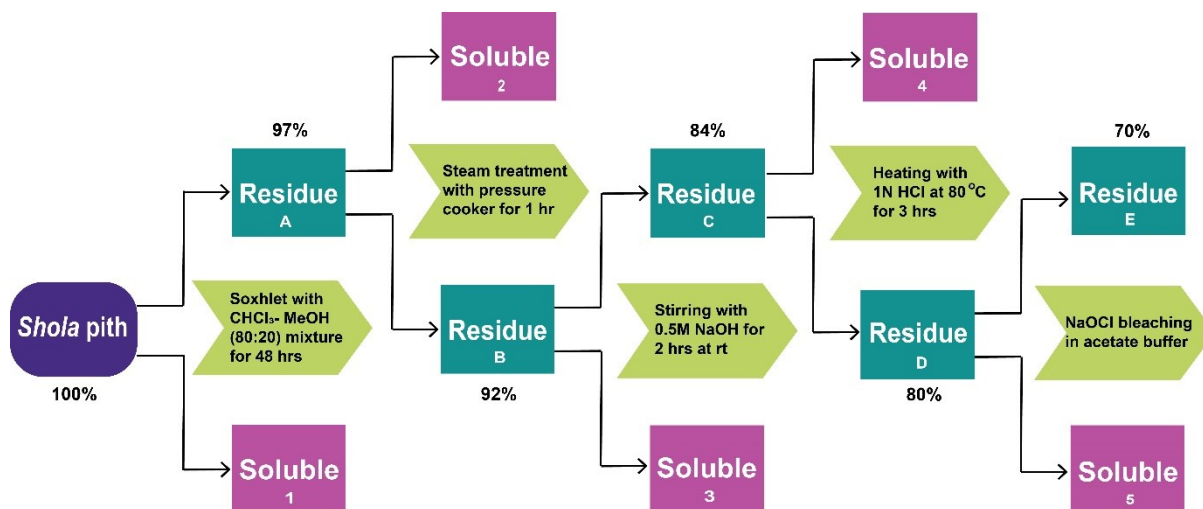 Soluble
2
Soluble
4
97%
84%
70%
Residue
A
Steam treatment
with pressure
cooker for 1 hr
Residue
C
Heating with
1N HCl at 80 °C
for 3 hrs
Residue
E
Shola pith
100%
Soxhlet with
CHCl₃- MeOH
(80:20) mixture
for 48 hrs
Residue
B
92%
Stirring with
0.5M NaOH for
2 hrs at rt
Residue
D
80%
NaOCl bleaching
in acetate buffer
Soluble
1
Soluble
3
Soluble
5